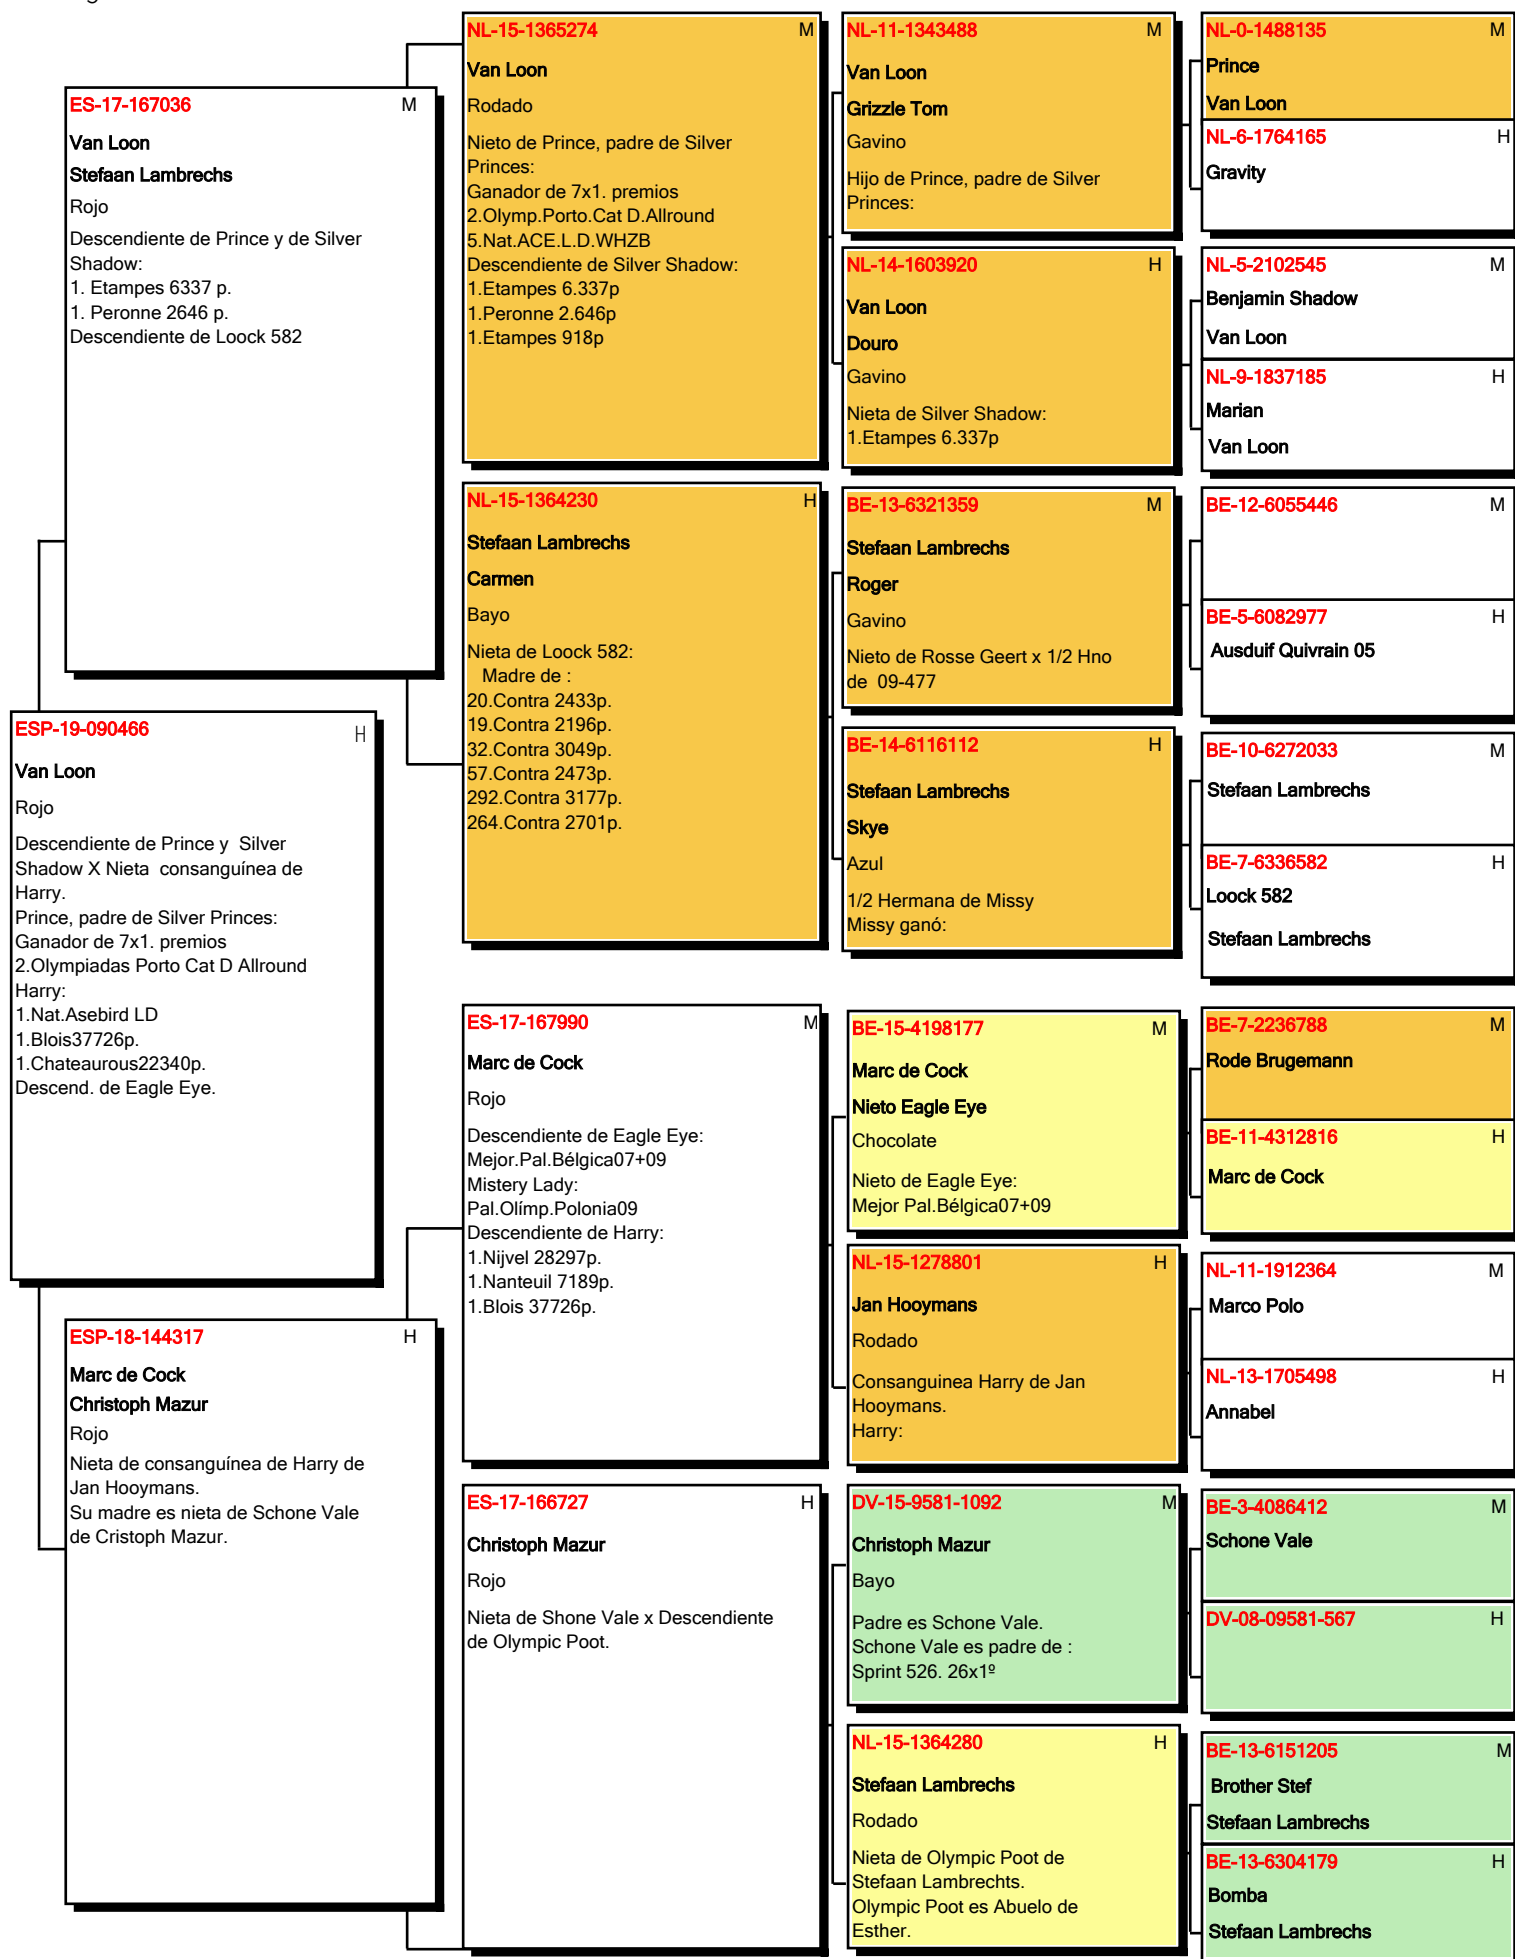 ES-17-167036 M
Van Loon
Stefaan Lambrechs
Rojo
Descendiente de Prince y de Silver
Shadow:
1. Etampes 6337 p.
1. Peronne 2646 p.
Descendiente de Loock 582
ESP-19-090466 H
Van Loon
Rojo
Descendiente de Prince y  Silver
Shadow X Nieta  consanguínea de
Harry.
Prince, padre de Silver Princes:
Ganador de 7x1. premios
2.Olympiadas Porto Cat D Allround
Harry:
1.Nat.Asebird LD
1.Blois37726p.
1.Chateaurous22340p.
Descend. de Eagle Eye.
ESP-18-144317 H
Marc de Cock
Christoph Mazur
Rojo
Nieta de consanguínea de Harry de
Jan Hooymans.
Su madre es nieta de Schone Vale
de Cristoph Mazur.
NL-15-1365274 M
Van Loon
Rodado
Nieto de Prince, padre de Silver
Princes:
Ganador de 7x1. premios
2.Olymp.Porto.Cat D.Allround
5.Nat.ACE.L.D.WHZB
Descendiente de Silver Shadow:
1.Etampes 6.337p
1.Peronne 2.646p
1.Etampes 918p
NL-15-1364230 H
Stefaan Lambrechs
Carmen
Bayo
Nieta de Loock 582:
Madre de :
20.Contra 2433p.
19.Contra 2196p.
32.Contra 3049p.
57.Contra 2473p.
292.Contra 3177p.
264.Contra 2701p.
ES-17-167990 M
Marc de Cock
Rojo
Descendiente de Eagle Eye:
Mejor.Pal.Bélgica07+09
Mistery Lady:
Pal.Olímp.Polonia09
Descendiente de Harry:
1.Nijvel 28297p.
1.Nanteuil 7189p.
1.Blois 37726p.
ES-17-166727 H
Christoph Mazur
Rojo
Nieta de Shone Vale x Descendiente
de Olympic Poot.
NL-11-1343488 M
Van Loon
Grizzle Tom
Gavino
Hijo de Prince, padre de Silver
Princes:
NL-14-1603920 H
Van Loon
Douro
Gavino
Nieta de Silver Shadow:
1.Etampes 6.337p
BE-13-6321359 M
Stefaan Lambrechs
Roger
Gavino
Nieto de Rosse Geert x 1/2 Hno
de  09-477
BE-14-6116112 H
Stefaan Lambrechs
Skye
Azul
1/2 Hermana de Missy
Missy ganó:
BE-15-4198177 M
Marc de Cock
Nieto Eagle Eye
Chocolate
Nieto de Eagle Eye:
Mejor Pal.Bélgica07+09
NL-15-1278801 H
Jan Hooymans
Rodado
Consanguinea Harry de Jan
Hooymans.
Harry:
DV-15-9581-1092 M
Christoph Mazur
Bayo
Padre es Schone Vale.
Schone Vale es padre de :
Sprint 526. 26x1º
NL-15-1364280 H
Stefaan Lambrechs
Rodado
Nieta de Olympic Poot de
Stefaan Lambrechts.
Olympic Poot es Abuelo de
Esther.
NL-0-1488135 M
Prince
Van Loon
NL-6-1764165 H
Gravity
NL-5-2102545 M
Benjamin Shadow
Van Loon
NL-9-1837185 H
Marian
Van Loon
BE-12-6055446 M
BE-5-6082977 H
Ausduif Quivrain 05
BE-10-6272033 M
Stefaan Lambrechs
BE-7-6336582 H
Loock 582
Stefaan Lambrechs
BE-7-2236788 M
Rode Brugemann
BE-11-4312816 H
Marc de Cock
NL-11-1912364 M
Marco Polo
NL-13-1705498 H
Annabel
BE-3-4086412 M
Schone Vale
DV-08-09581-567 H
BE-13-6151205 M
Brother Stef
Stefaan Lambrechs
BE-13-6304179 H
Bomba
Stefaan Lambrechs